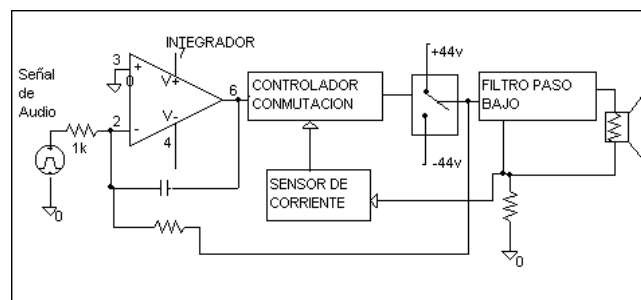 INTEGRADOR
3
+
7
V+
0
Señal
de
Audio
6
CONTROLADOR
CONMUTACION
+44v
FILTRO PASO
BAJO
2
-
V-
4
1k
-44v
SENSOR DE
CORRIENTE
0
0